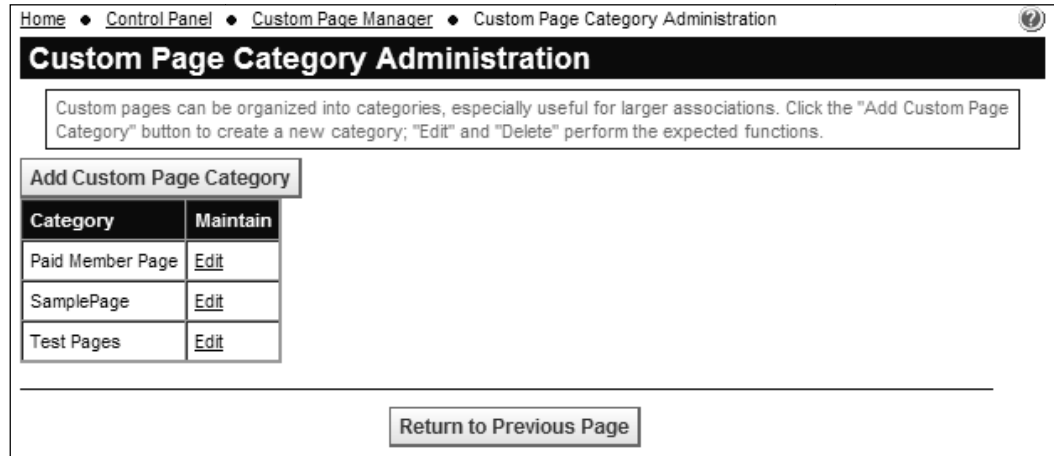 Home ● Control Panel ● Custom Page Manager ● Custom Page Category Administration ?
Custom Page Category Administration
Custom pages can be organized into categories, especially useful for larger associations. Click the "Add Custom Page
Category" button to create a new category; "Edit" and "Delete" perform the expected functions.
Add Custom Page Category
Category Maintain
Paid Member Page Edit
SamplePage Edit
Test Pages Edit
Return to Previous Page